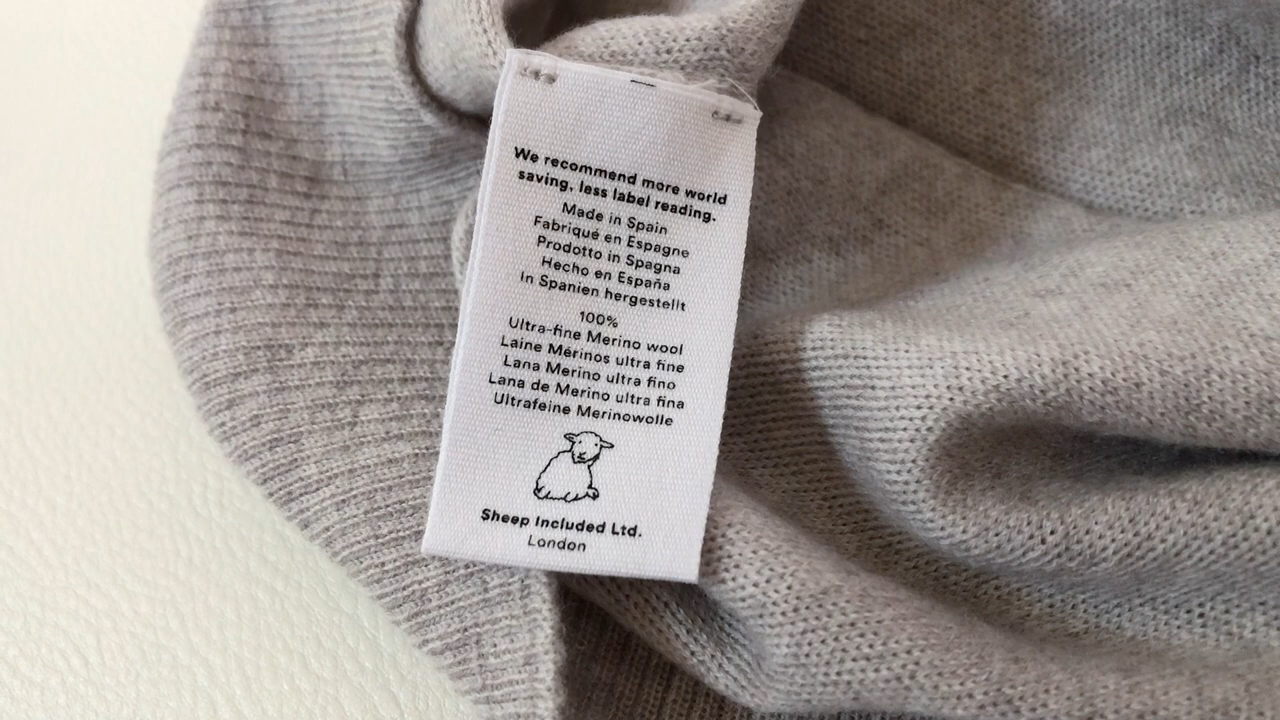 We recommend more world
saving, less label reading.
Made in Spain
Fabriqué en Espagne
Prodotto in Spagna
Hecho en España
In Spanien hergestellt
100%
Ultra-fine Merino wool
Laine Mérinos ultra fine
Lana Merino ultra fino
Lana de Merino ultra fina
Ultrafeine Merinowolle
Sheep Included Ltd.
London